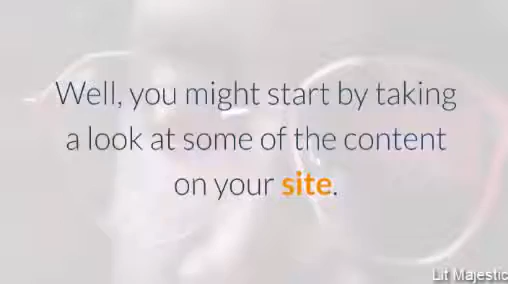 Well, you might start by taking
a look at some of the content
on your site.
Lit Majestic